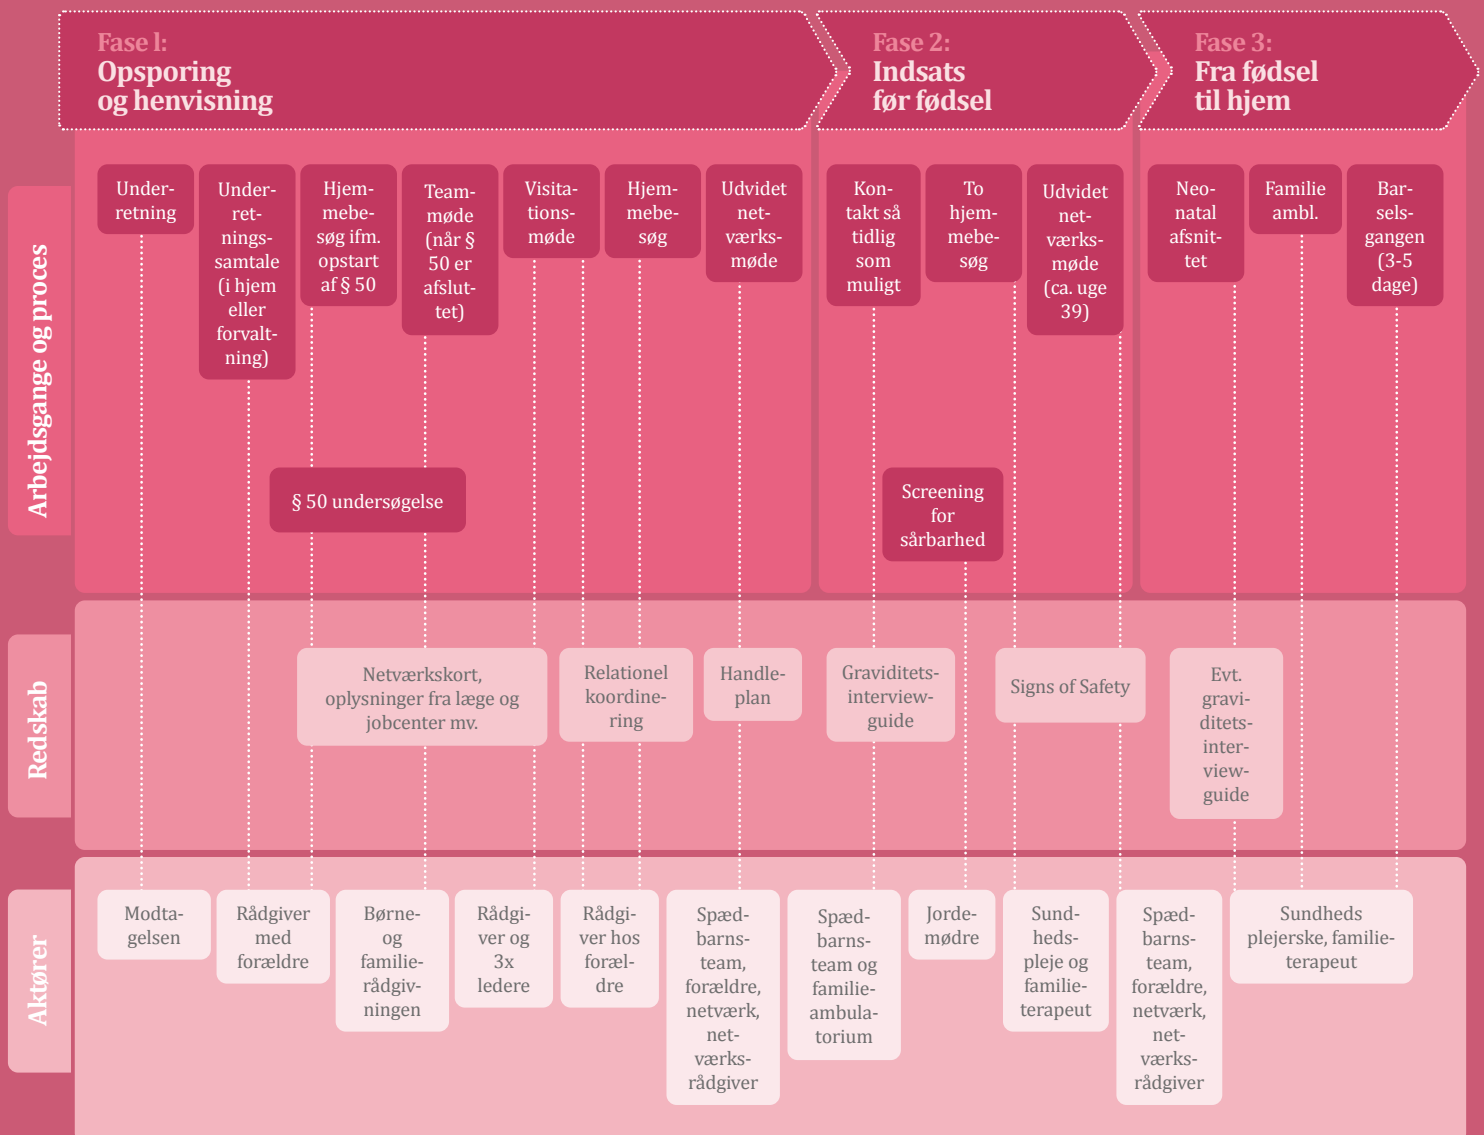 Fase 1:
Opsporing
og henvisning
Fase 2:
Indsats
før fødsel
Fase 3:
Fra fødsel
til hjem
Arbejdsgange og proces
Under-
retning
Under-
ret-
nings-
samtale
(i hjem
eller
forvalt-
ning)
Hjem-
mebe-
søg ifm.
opstart
af § 50
Team-
møde
(når §
50 er
afslut-
tet)
Visita-
tions-
møde
Hjem-
mebe-
søg
Udvidet
net-
værks-
møde
Kon-
takt så
tidlig
som
muligt
To
hjem-
mebe-
søg
Udvidet
net-
værks-
møde
(ca. uge
39)
Neo-
natal
afsnit-
tet
Familie
ambl.
Bar-
sels-
gangen
(3-5
dage)
§ 50 undersøgelse
Screening
for
sårbarhed
Redskab
Netværkskort,
oplysninger fra læge og
jobcenter mv.
Relationel
koordine-
ring
Handle-
plan
Graviditets-
interview-
guide
Signs of Safety
Evt.
gravi-
ditets-
inter-
view-
guide
Aktører
Modta-
gelsen
Rådgiver
med
forældre
Børne-
og
familie-
rådgiv-
ningen
Rådgi-
ver og
3x
ledere
Rådgi-
ver hos
foræl-
dre
Spæd-
barns-
team,
forældre,
netværk,
net-
værks-
rådgiver
Spæd-
barns-
team og
familie-
ambula-
torium
Jorde-
mødre
Sund-
heds-
pleje og
familie-
terapeut
Spæd-
barns-
team,
forældre,
netværk,
net-
værks-
rådgiver
Sundheds
plejerske, familie-
terapeut